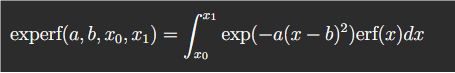 experf(a, b, x₀, x₁) = ∫_{x₀}^{x₁} exp(−a(x − b)²)erf(x)dx